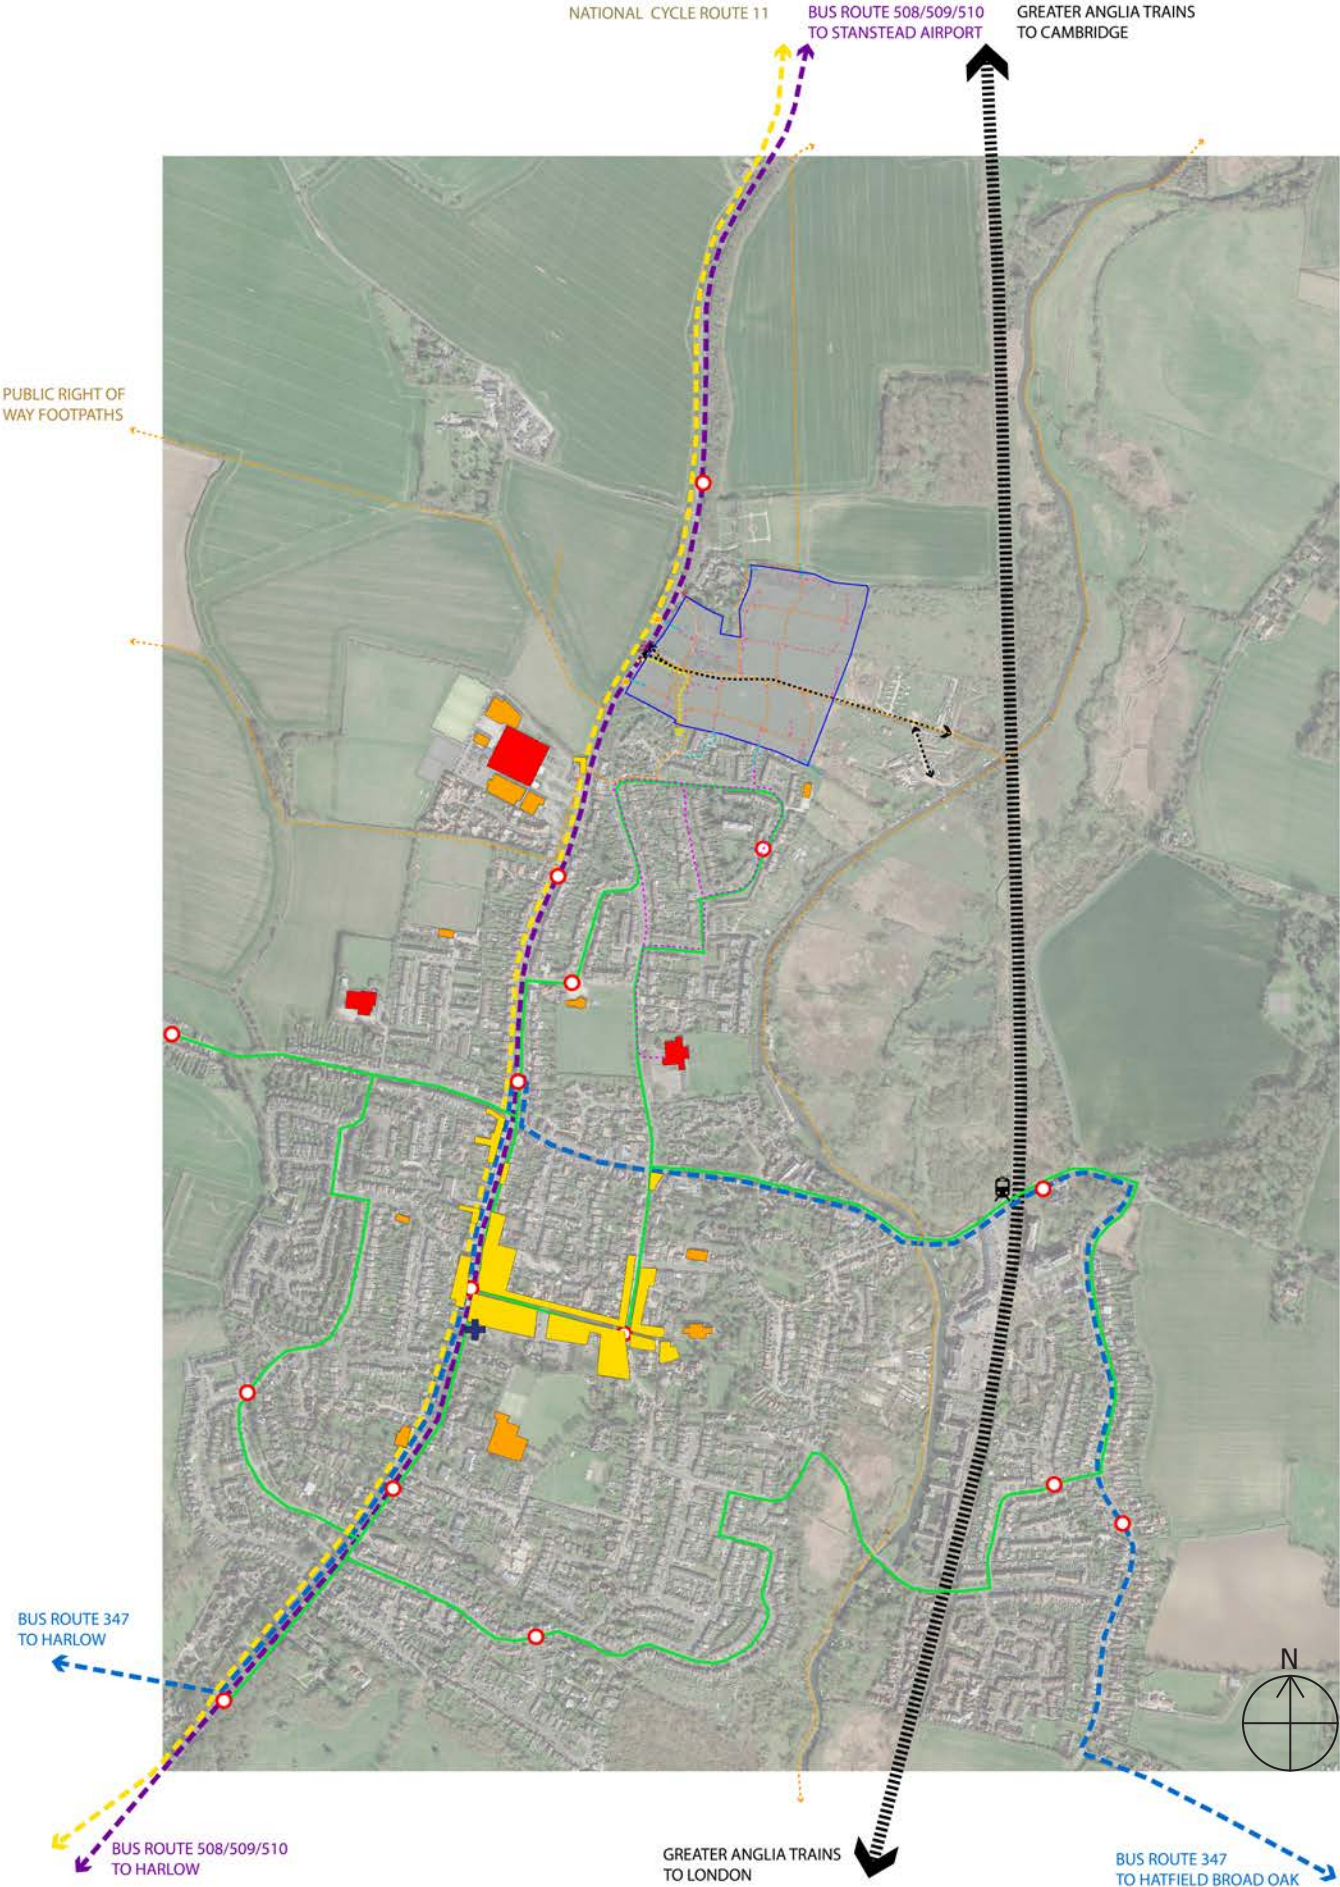 NATIONAL CYCLE ROUTE 11
BUS ROUTE 508/509/510
TO STANSTEAD AIRPORT
GREATER ANGLIA TRAINS
TO CAMBRIDGE
PUBLIC RIGHT OF
WAY FOOTPATHS
BUS ROUTE 347
TO HARLOW
N
BUS ROUTE 508/509/510
TO HARLOW
GREATER ANGLIA TRAINS
TO LONDON
BUS ROUTE 347
TO HATFIELD BROAD OAK